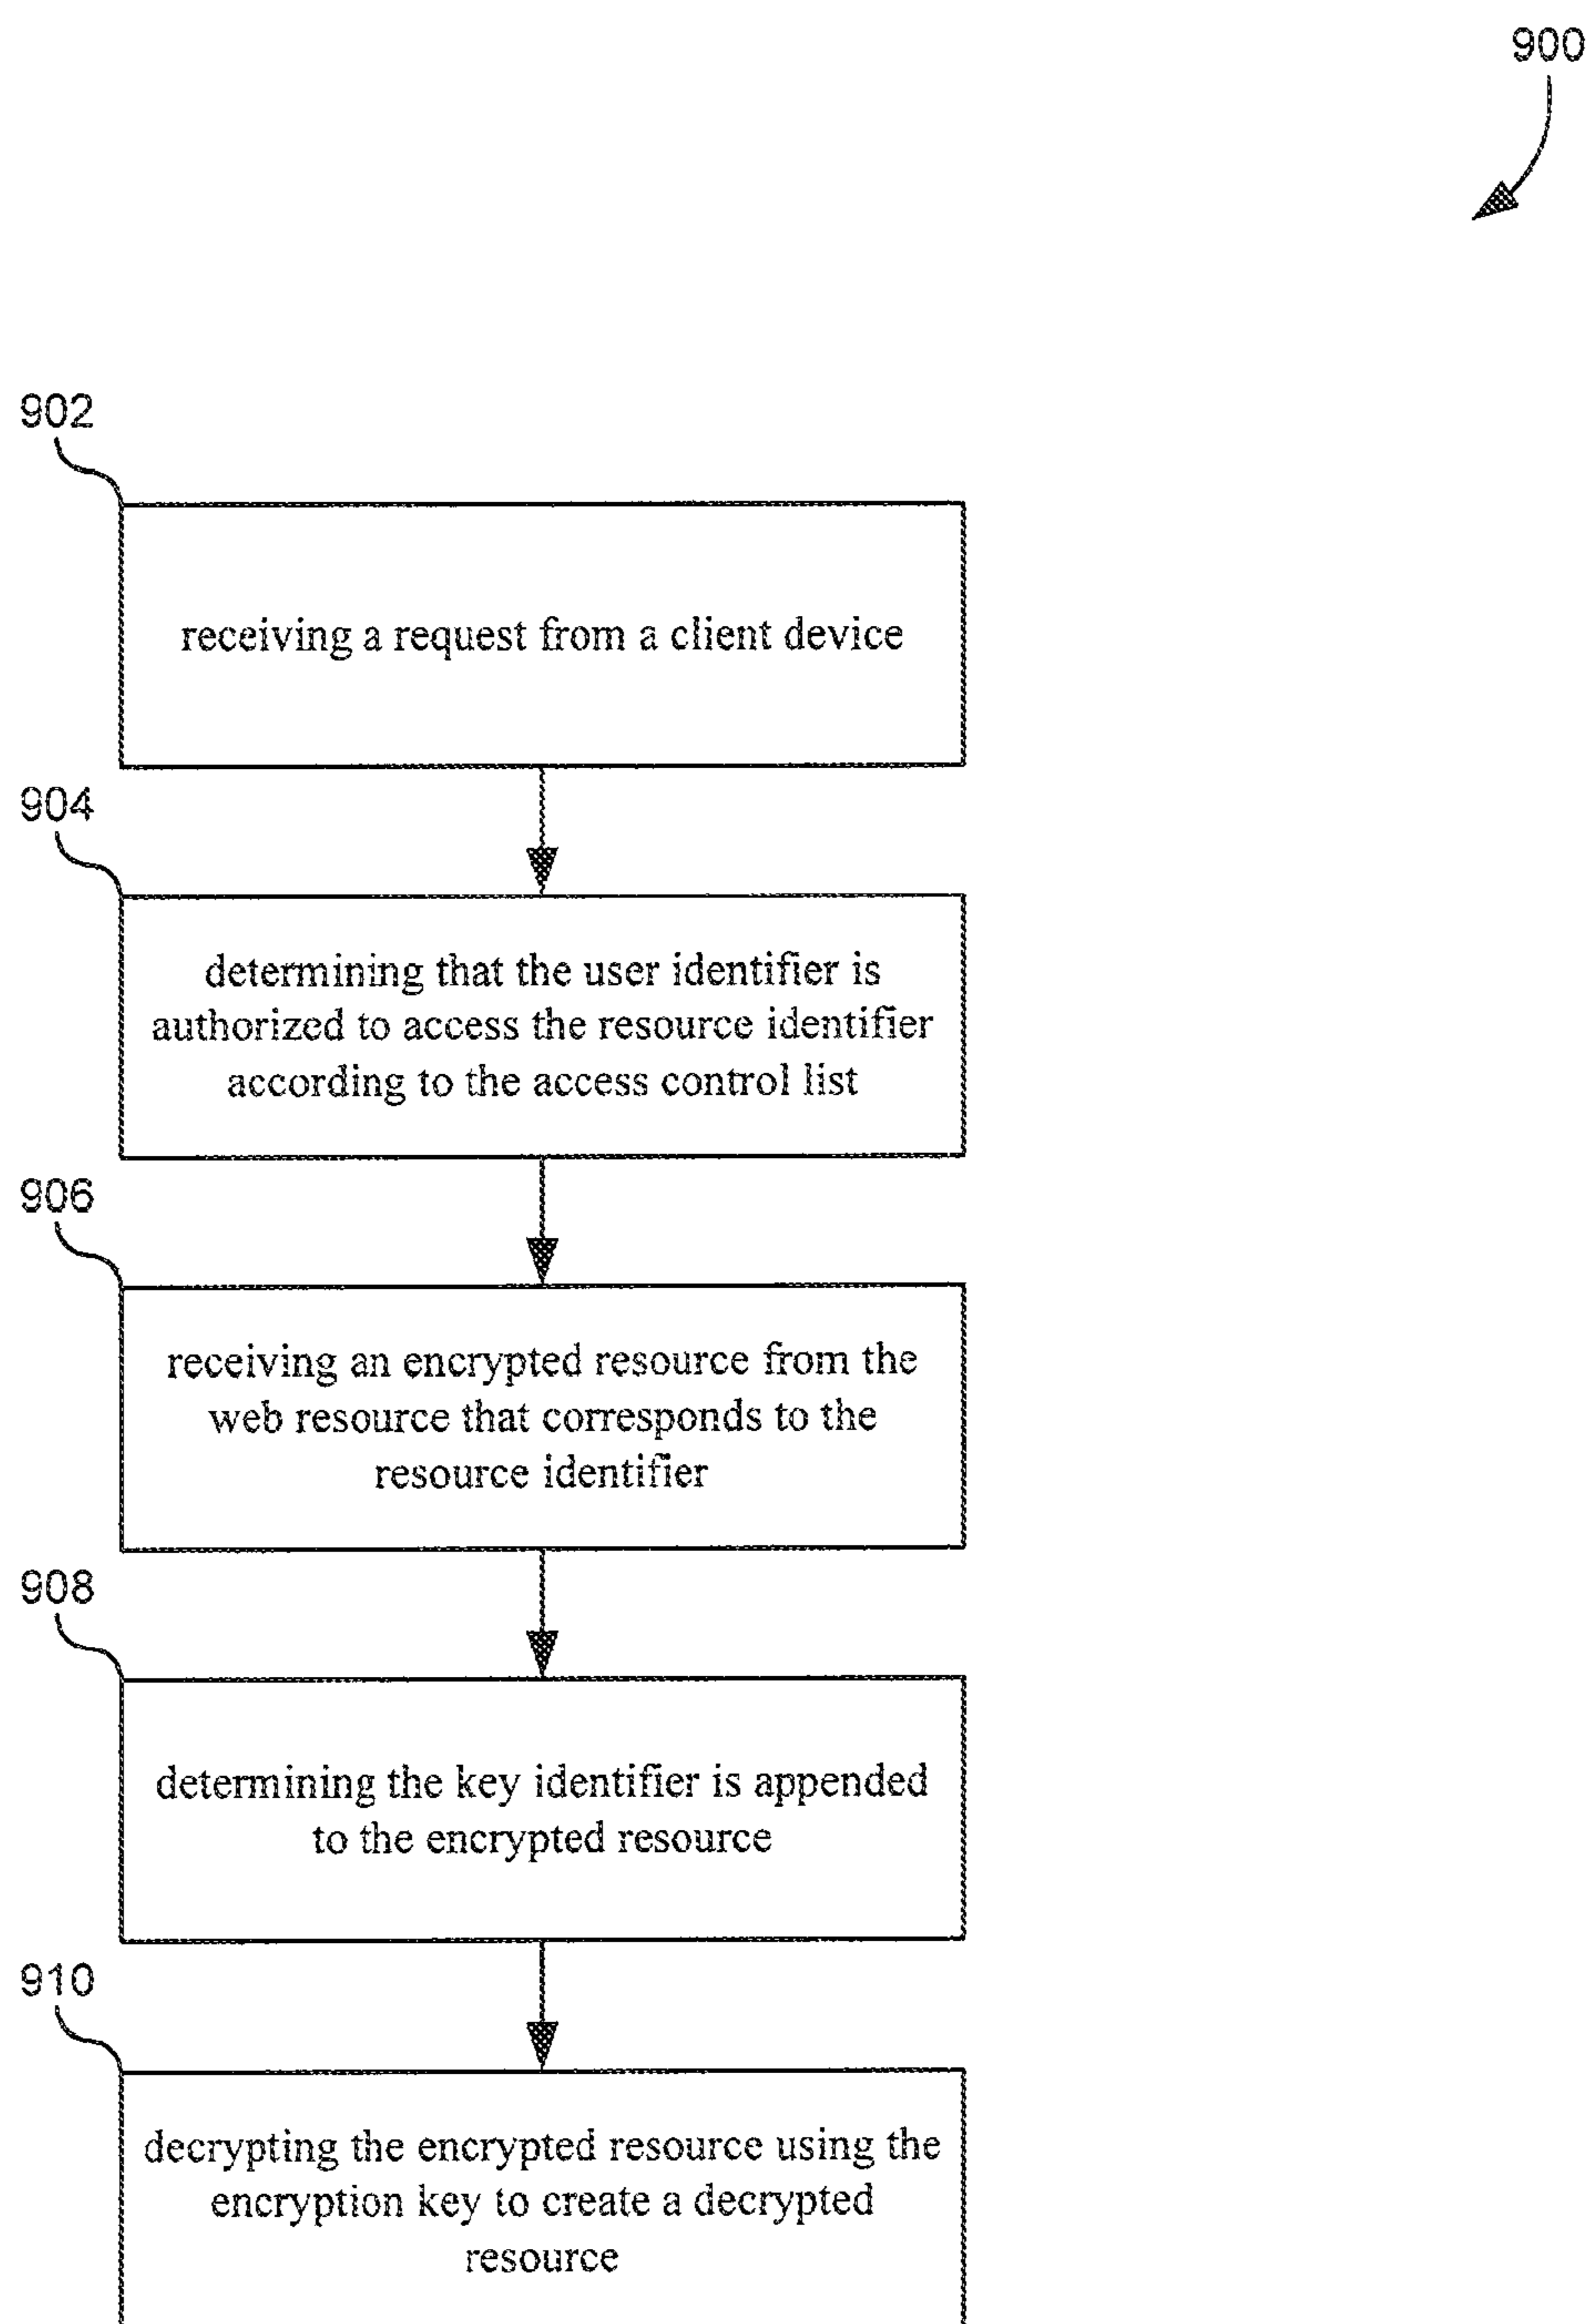 900
902
receiving a request from a client device
904
determining that the user identifier is
authorized to access the resource identifier
according to the access control list
906
receiving an encrypted resource from the
web resource that corresponds to the
resource identifier
908
determining the key identifier is appended
to the encrypted resource
910
decrypting the encrypted resource using the
encryption key to create a decrypted
resource